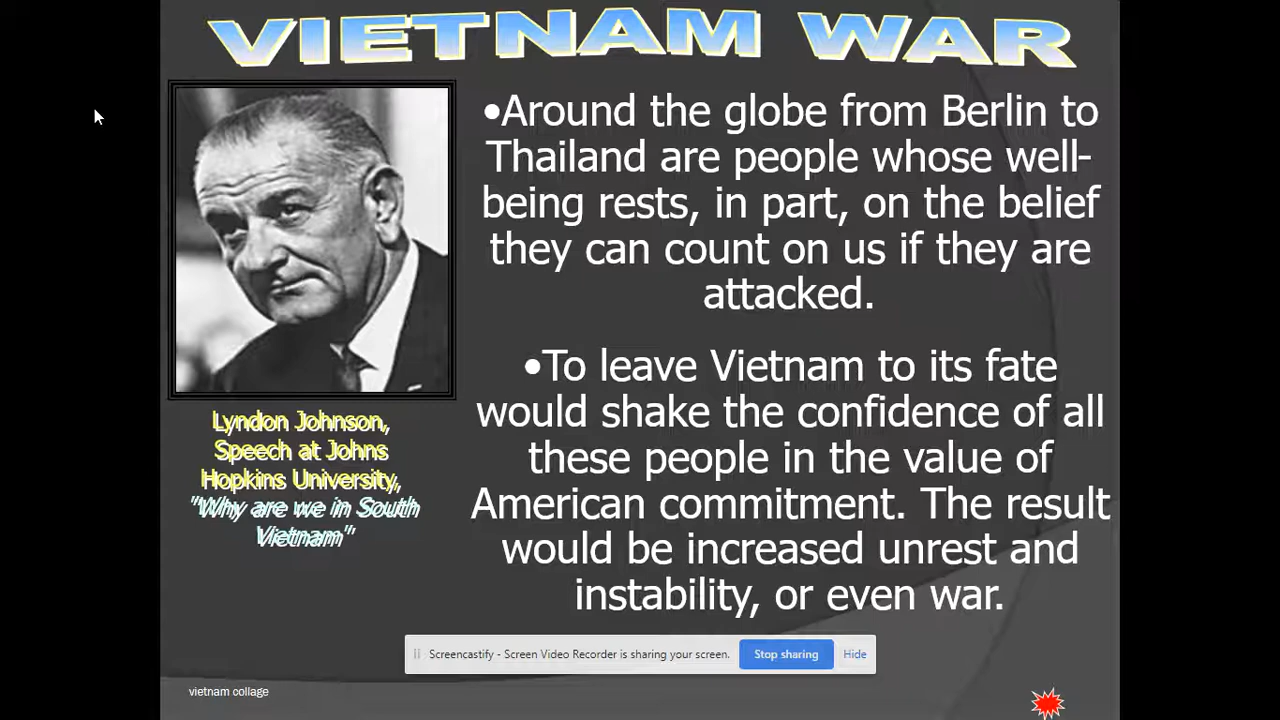 VIETNAM WAR
•Around the globe from Berlin to
Thailand are people whose well-
being rests, in part, on the belief
they can count on us if they are
attacked.
•To leave Vietnam to its fate
would shake the confidence of all
these people in the value of
American commitment. The result
would be increased unrest and
instability, or even war.
Lyndon Johnson,
Speech at Johns
Hopkins University,
"Why are we in South
Vietnam"
Screencastify - Screen Video Recorder is sharing your screen. Stop sharing Hide
vietnam collage